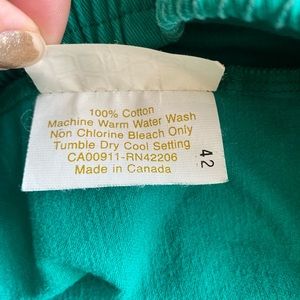 100% Cotton
Machine Warm Water Wash
Non Chlorine Bleach Only
Tumble Dry Cool Setting
CA00911-RN42206
Made in Canada
42